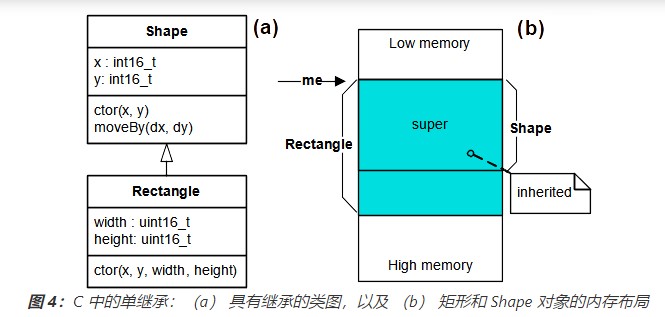 Shape
(a)
x : int16_t
y: int16_t
ctor(x, y)
moveBy(dx, dy)
Rectangle
width : uint16_t
height: uint16_t
ctor(x, y, width, height)
(b)
Low memory
me
super
Rectangle
Shape
inherited
High memory
图 4：C 中的单继承：（a） 具有继承的类图，以及 （b） 矩形和 Shape 对象的内存布局